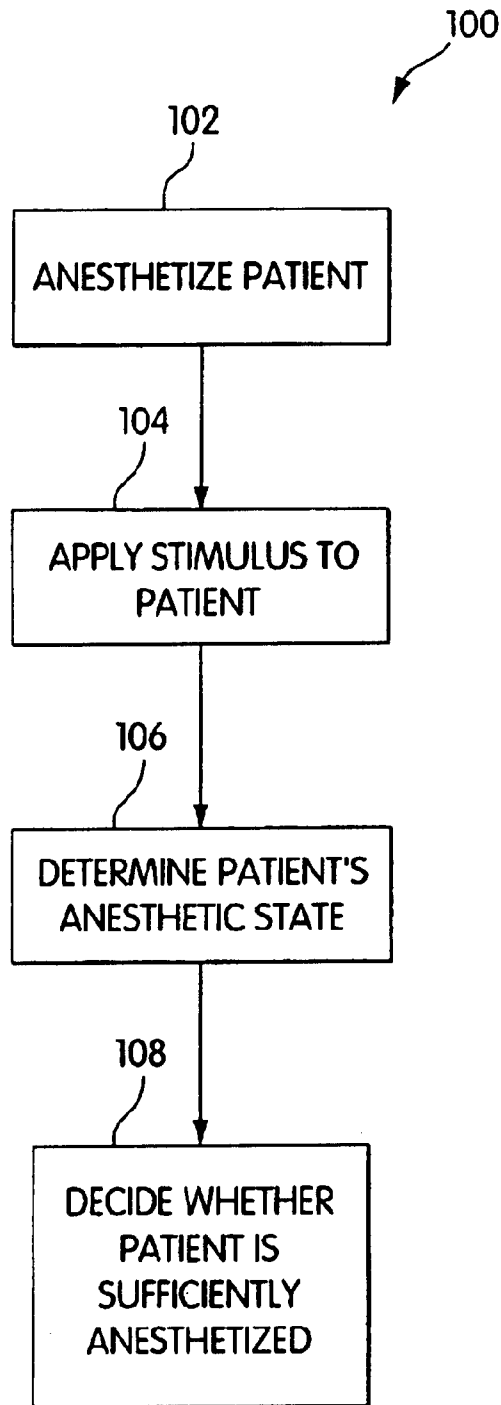 100
102
ANESTHETIZE PATIENT
104
APPLY STIMULUS TO
PATIENT
106
DETERMINE PATIENT'S
ANESTHETIC STATE
108
DECIDE WHETHER
PATIENT IS
SUFFICIENTLY
ANESTHETIZED